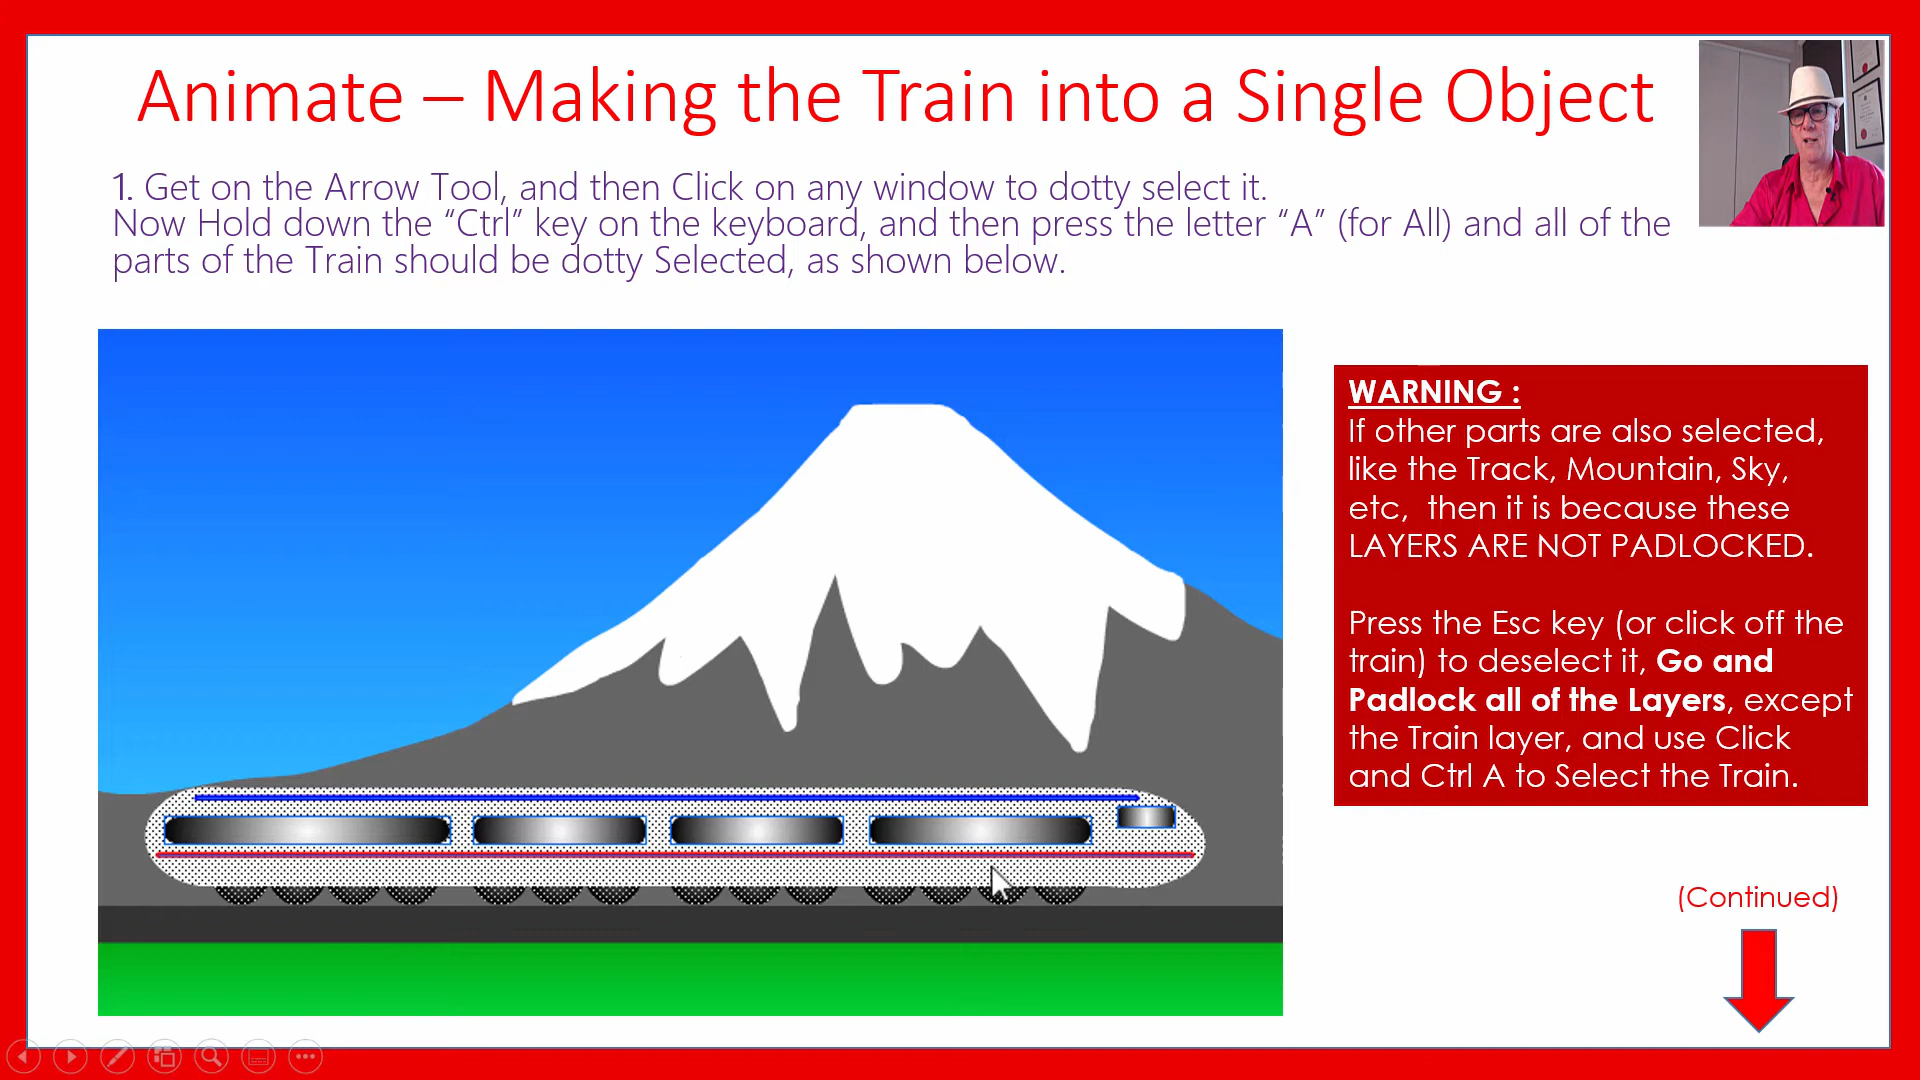 Animate – Making the Train into a Single Object
1. Get on the Arrow Tool, and then Click on any window to dotty select it.
Now Hold down the “Ctrl” key on the keyboard, and then press the letter “A” (for All) and all of the
parts of the Train should be dotty Selected, as shown below.
WARNING :
If other parts are also selected,
like the Track, Mountain, Sky,
etc,  then it is because these
LAYERS ARE NOT PADLOCKED.
Press the Esc key (or click off the
train) to deselect it, Go and
Padlock all of the Layers, except
the Train layer, and use Click
and Ctrl A to Select the Train.
(Continued)